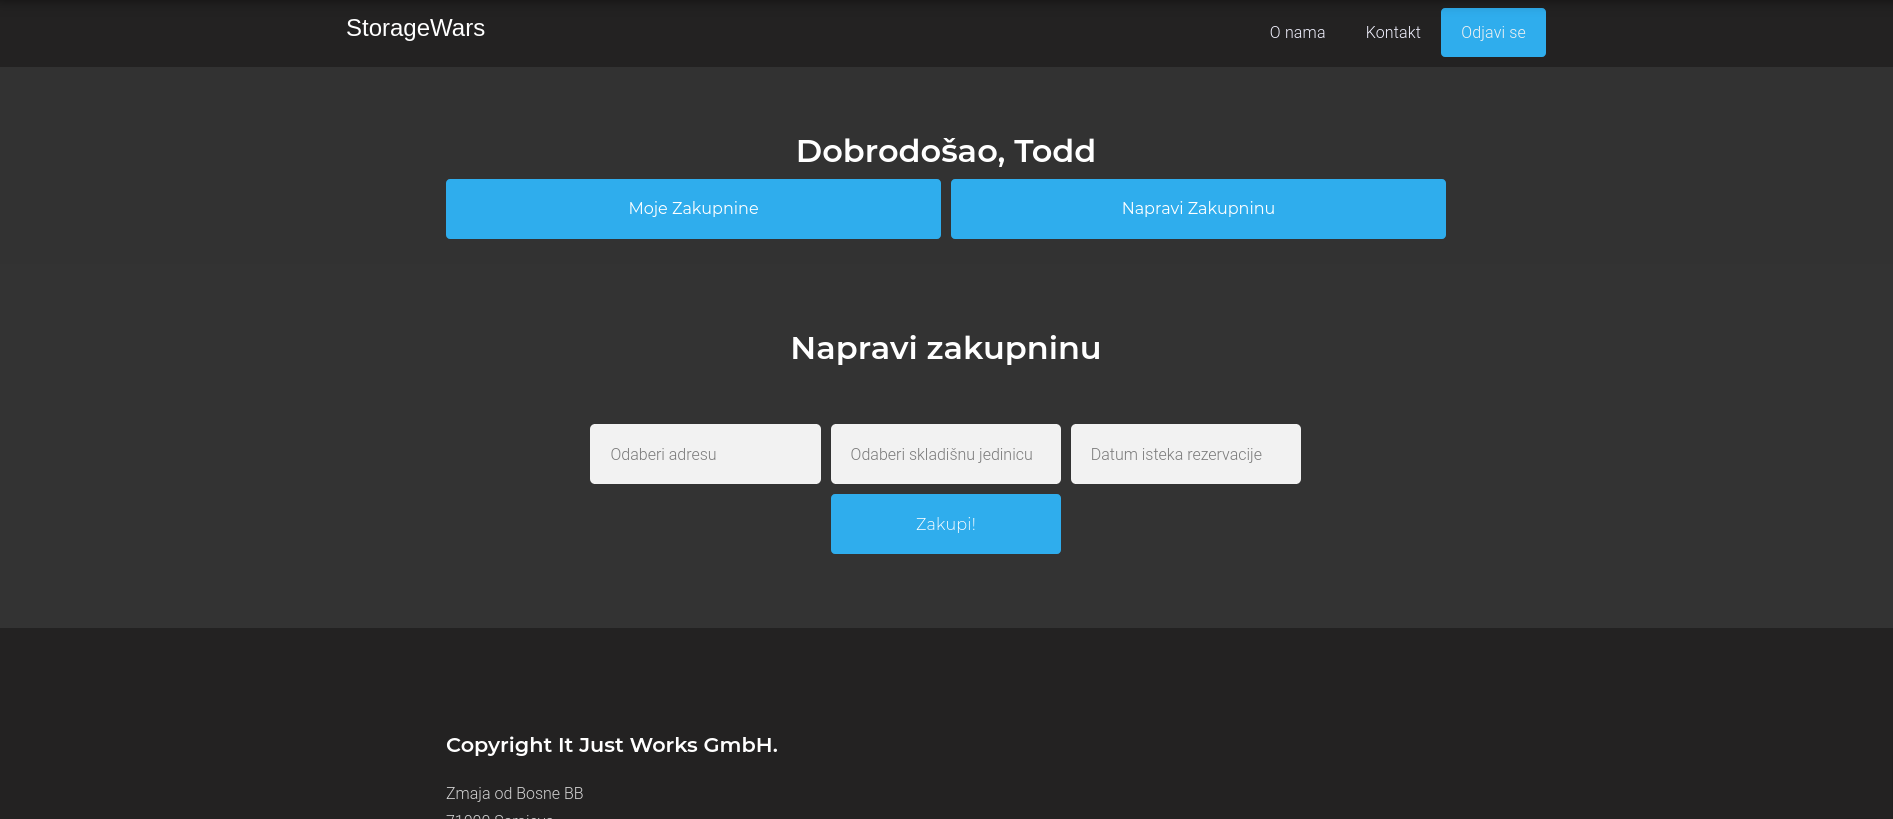 StorageWars
O nama
Kontakt
Odjavi se
Dobrodošao, Todd
Moje Zakupnine
Napravi Zakupninu
Napravi zakupninu
Odaberi adresu
Odaberi skladišnu jedinicu
Datum isteka rezervacije
Zakupi!
Copyright It Just Works GmbH.
Zmaja od Bosne BB